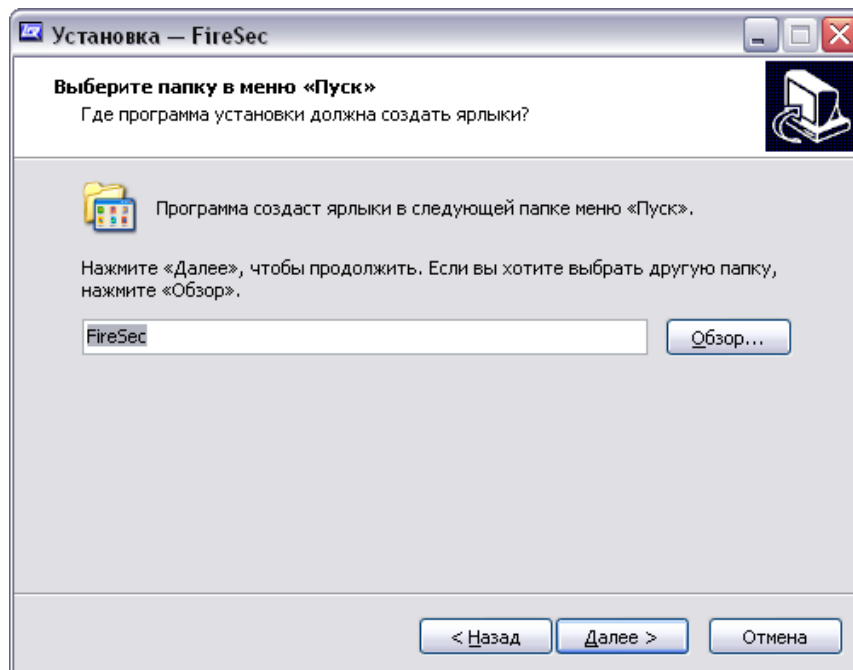 Установка — FireSec
Выберите папку в меню «Пуск»
Где программа установки должна создать ярлыки?
Программа создаст ярлыки в следующей папке меню «Пуск».
Нажмите «Далее», чтобы продолжить. Если вы хотите выбрать другую папку,
нажмите «Обзор».
FireSec
Обзор...
< Назад
Далее >
Отмена